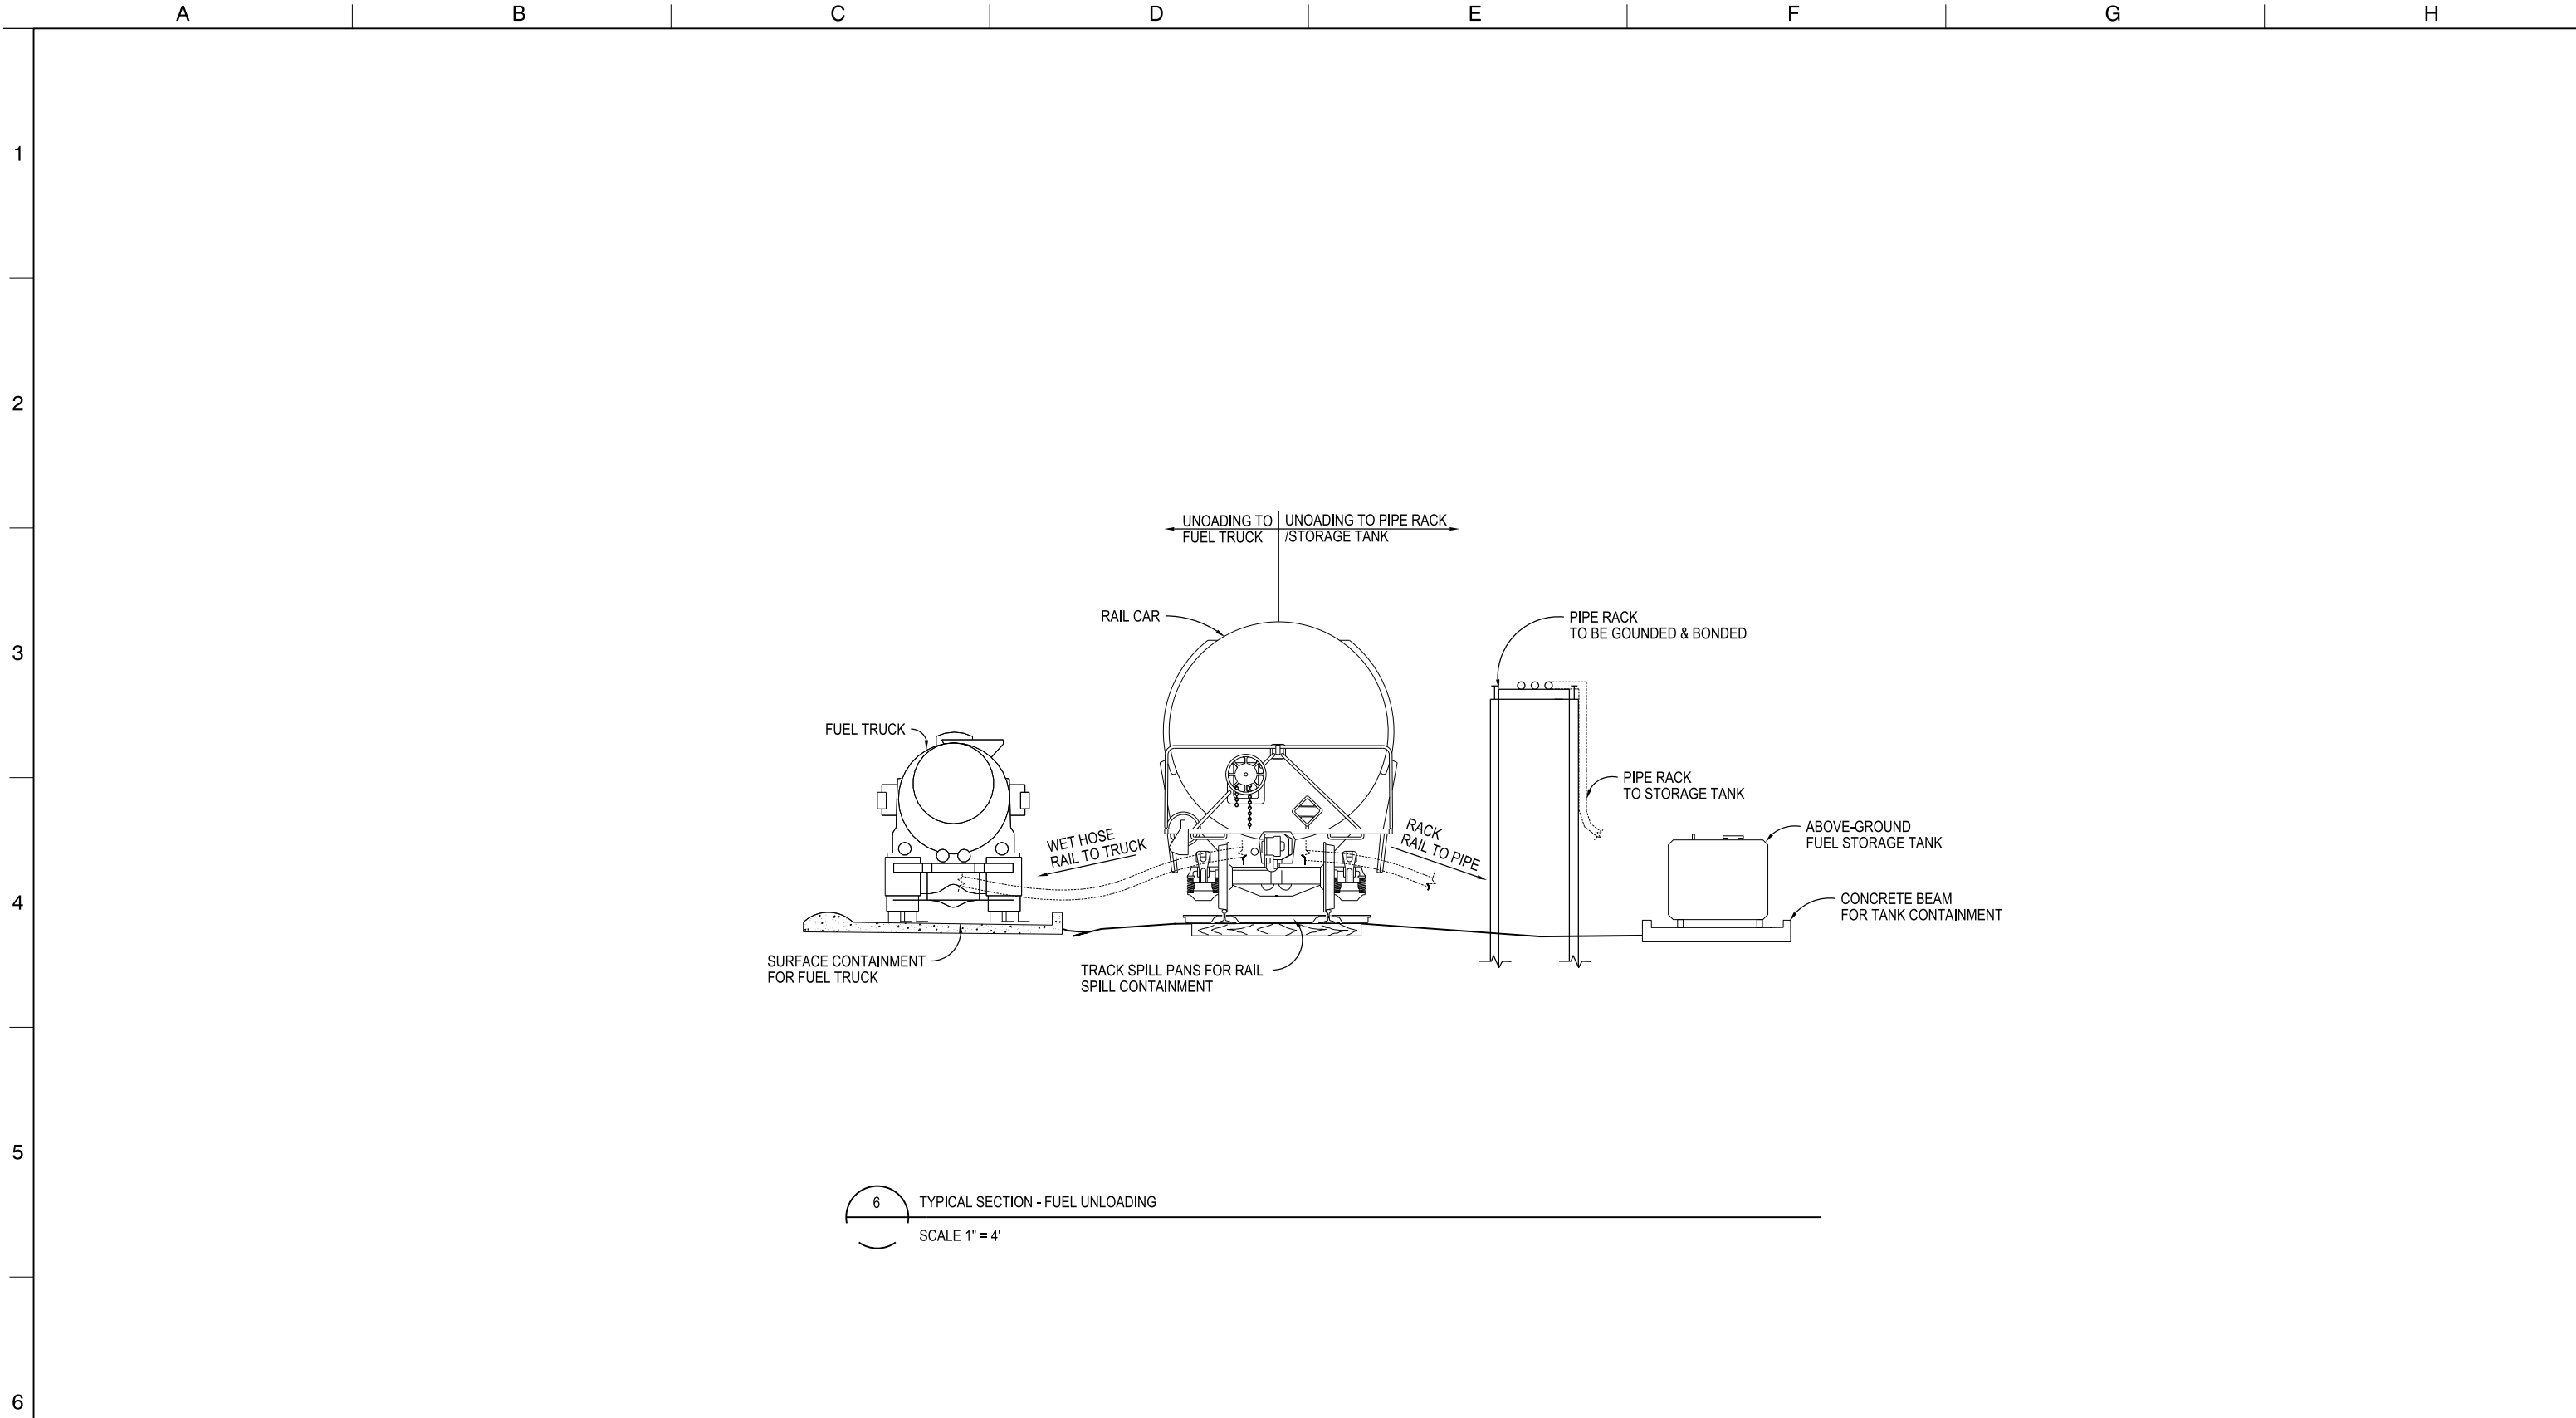 A B C D E F G H
1
2
3
4
5
6
UNOADING TO
FUEL TRUCK
UNOADING TO PIPE RACK
/STORAGE TANK
RAIL CAR
PIPE RACK
TO BE GOUNDED & BONDED
FUEL TRUCK
PIPE RACK
TO STORAGE TANK
WET HOSE
RAIL TO TRUCK
RACK
RAIL TO PIPE
ABOVE-GROUND
FUEL STORAGE TANK
CONCRETE BEAM
FOR TANK CONTAINMENT
SURFACE CONTAINMENT
FOR FUEL TRUCK
TRACK SPILL PANS FOR RAIL
SPILL CONTAINMENT
6
TYPICAL SECTION - FUEL UNLOADING
SCALE 1" = 4'